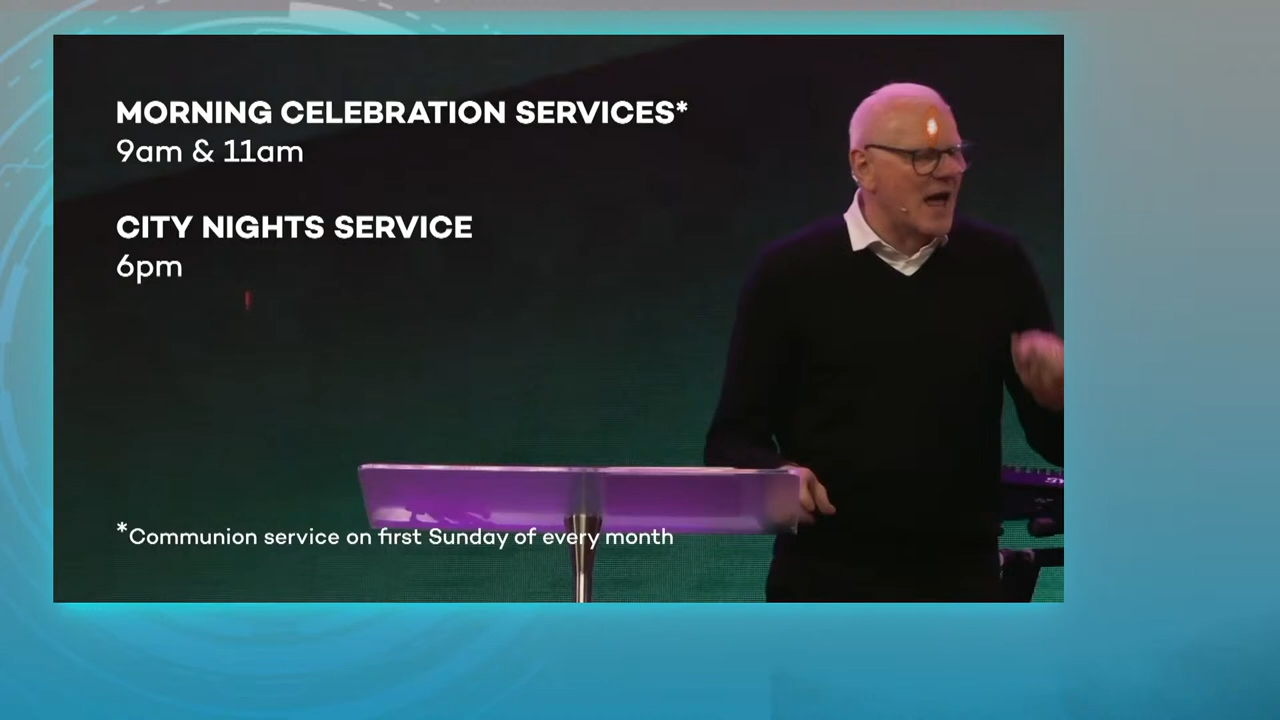 MORNING CELEBRATION SERVICES*
9am & 11am
CITY NIGHTS SERVICE
6pm
*Communion service on first Sunday of every month